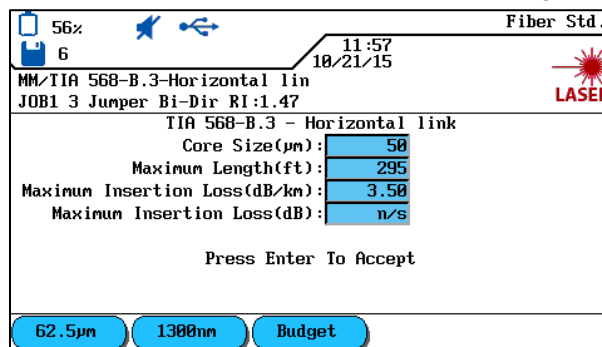 56% Fiber Std.
6 11:57
10/21/15
MM/TIA 568-B.3-Horizontal lin
JOB1 3 Jumper Bi-Dir RI:1.47 LASER
TIA 568-B.3 - Horizontal link
Core Size(µm): 50
Maximum Length(ft): 295
Maximum Insertion Loss(dB/km): 3.50
Maximum Insertion Loss(dB): n/s
Press Enter To Accept
62.5µm 1300nm Budget